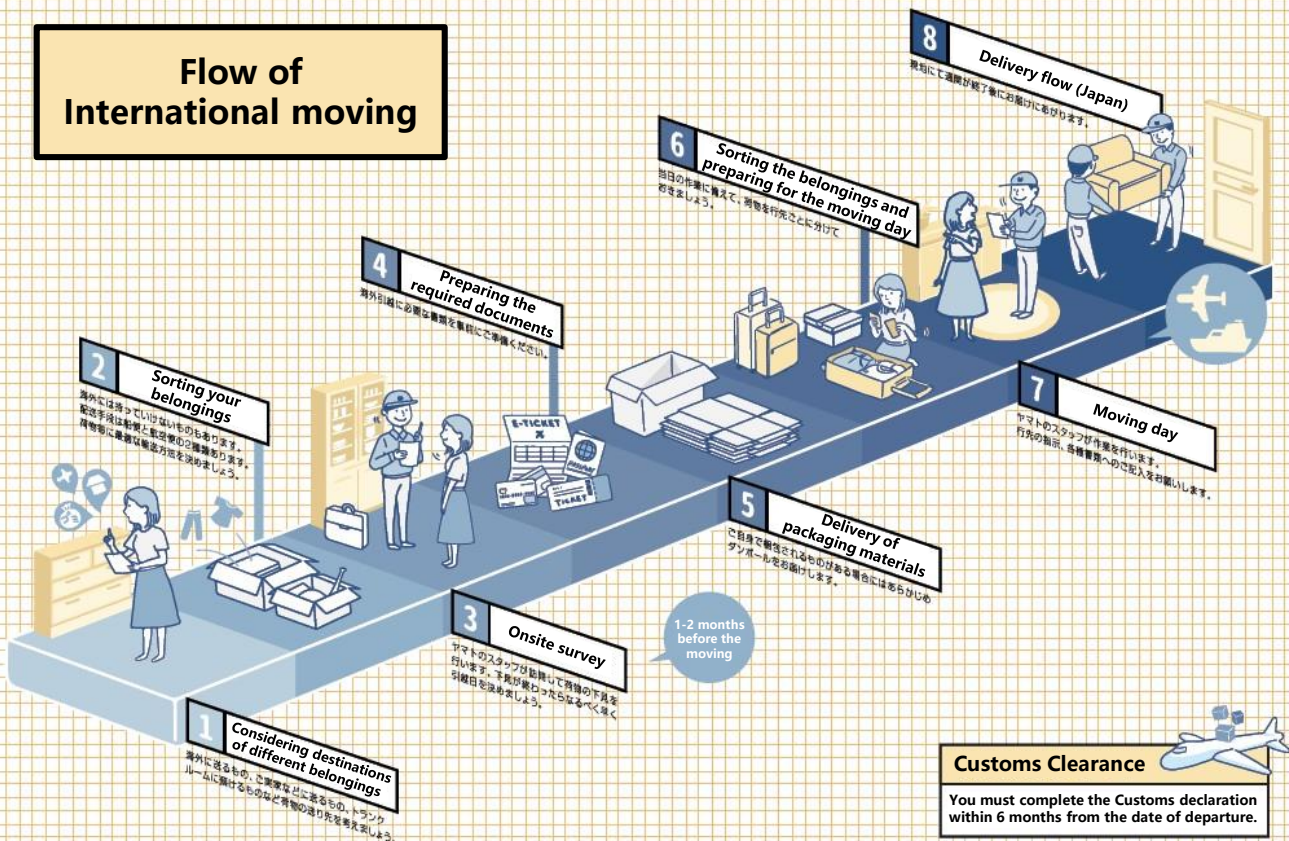 Flow of
International moving
1
Considering destinations
of different belongings
海外に送るもの、ご実家などに送るもの、トランク
ルームに預けるものなど荷物の送り先を考えましょう。
2
Sorting your
belongings
海外には持っていけないものもあります。
配送手段は船便と航空便の2種類あります。
荷物毎に最適な輸送方法を決めましょう。
3
Onsite survey
ヤマトのスタッフが訪問して荷物の下見を
行います。下見が終わったらなるべく早く
引越日を決めましょう。
1-2 months
before the
moving
4
Preparing the
required documents
海外引越に必要な書類を事前にご準備ください。
E-TICKET
PASSPORT
TICKET
5
Delivery of
packaging materials
ご自身で梱包されるものがある場合にはあらかじめ
ダンボールをお届けします。
6
Sorting the belongings and
preparing for the moving day
当日の作業に備えて、荷物を行先ごとに分けて
おきましょう。
7
Moving day
ヤマトのスタッフが作業を行います。
行先の指示、各種書類へのご記入をお願いします。
8
Delivery flow (Japan)
現地にて通関が終了後にお届けにあがります。
Customs Clearance
You must complete the Customs declaration
within 6 months from the date of departure.